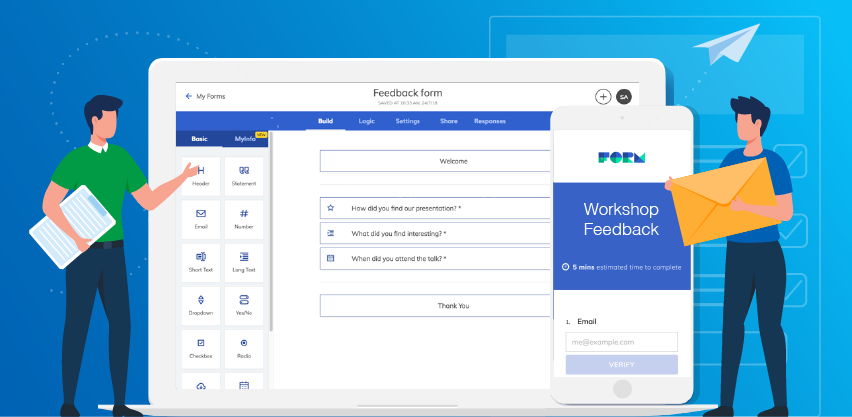 My Forms
Feedback form
SAVED AT 10:33 AM, 24/7/18
SA
Build Logic Settings Share Responses
Basic MyInfo NEW
Header Statement
Email Number
Short Text Long Text
Dropdown Yes/No
Checkbox Radio
Welcome
How did you find our presentation? *
What did you find interesting? *
When did you attend the talk? *
Thank You
FORM
Workshop
Feedback
5 mins estimated time to complete
1. Email
me@example.com
VERIFY